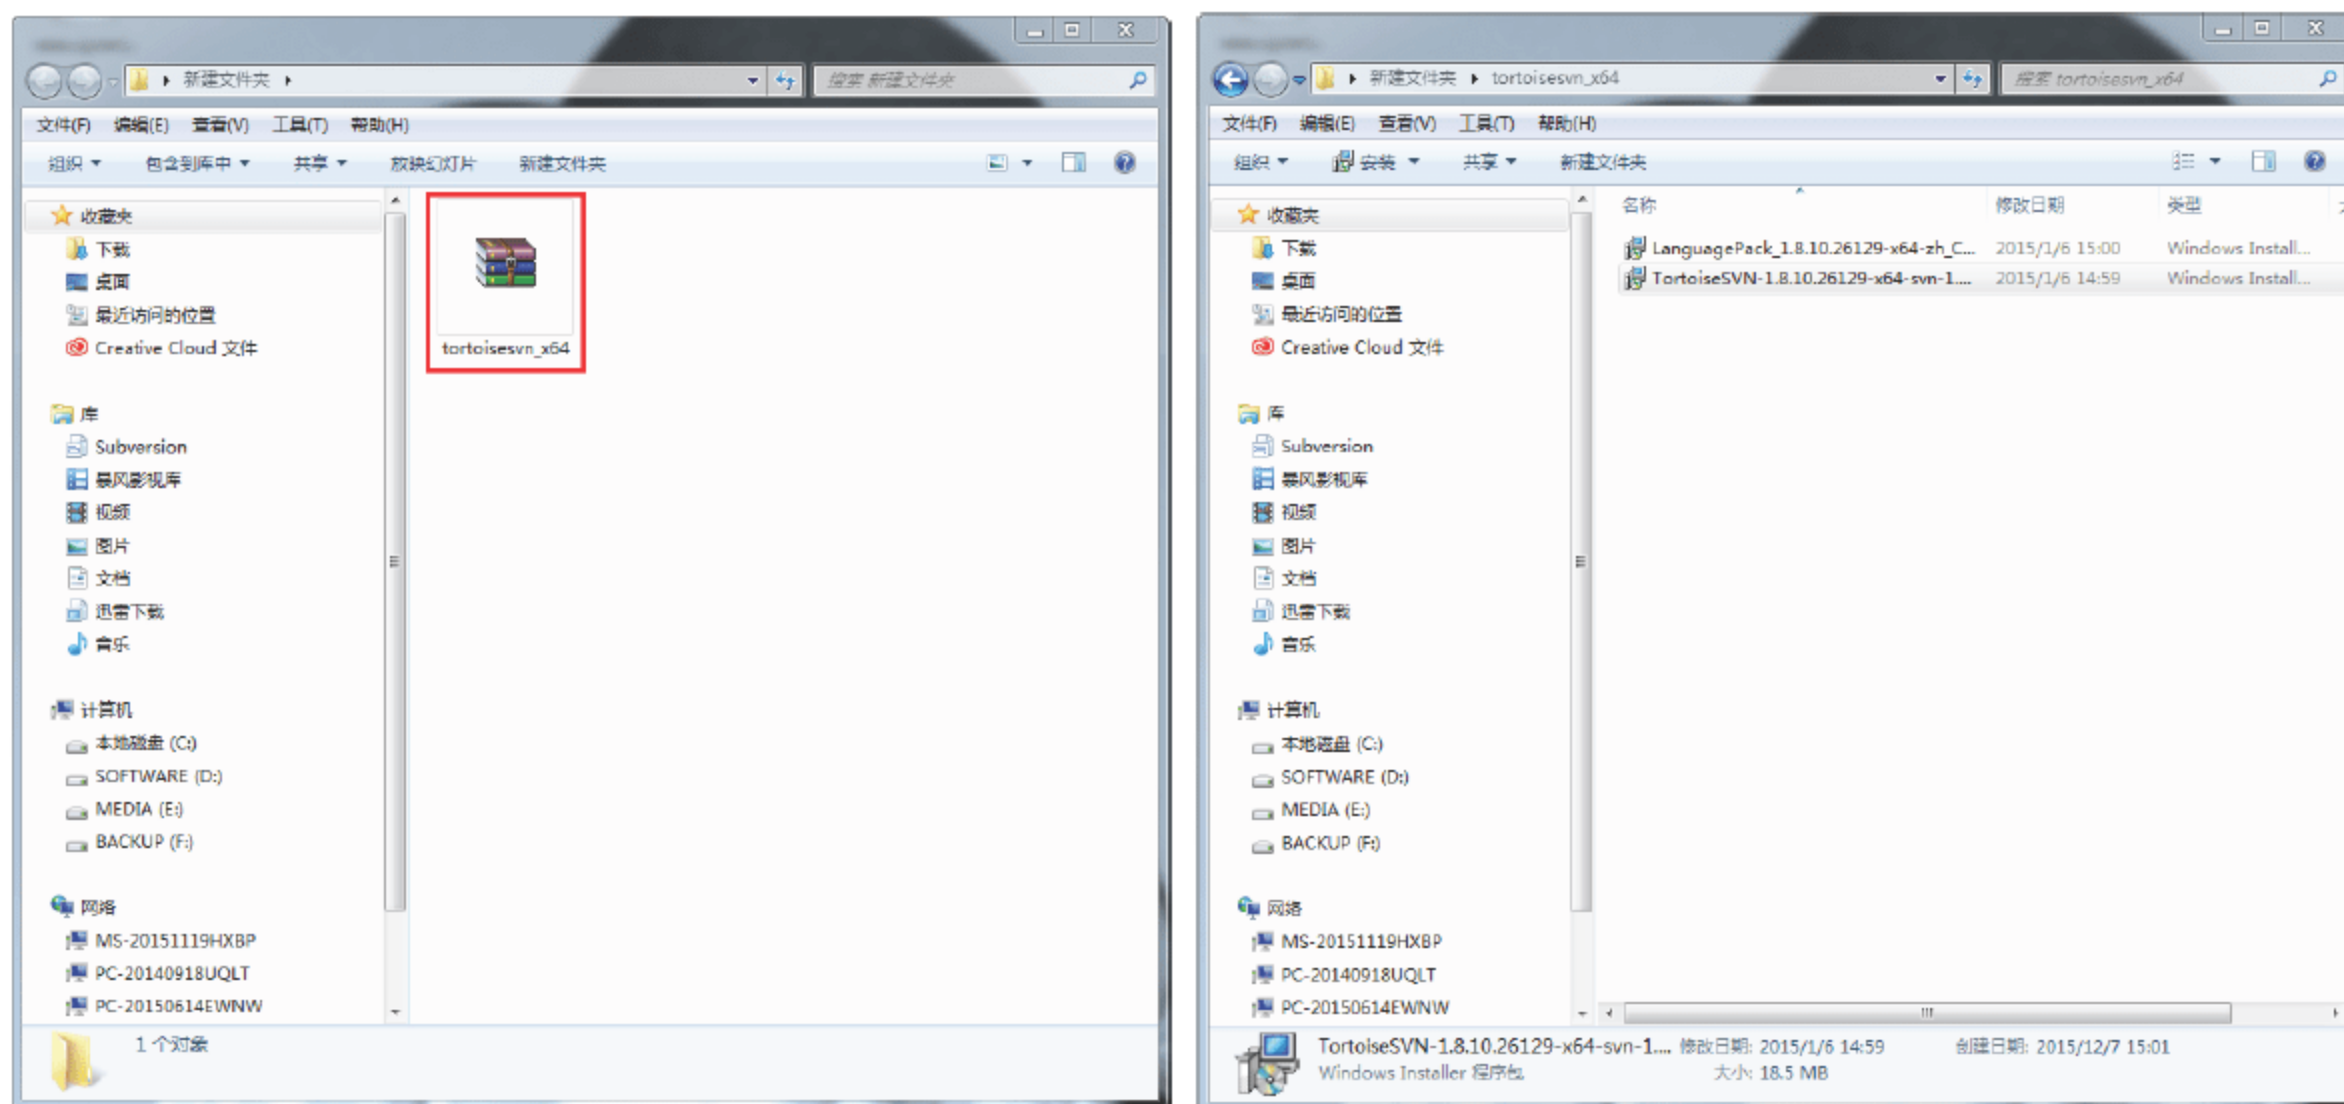 新建文件夹
搜索 新建文件夹
文件(F) 编辑(E) 查看(V) 工具(T) 帮助(H)
组织 包含到库中 共享 放映幻灯片 新建文件夹
收藏夹
下载
桌面
最近访问的位置
Creative Cloud 文件
库
Subversion
暴风影视库
视频
图片
文档
迅雷下载
音乐
计算机
本地磁盘 (C:)
SOFTWARE (D:)
MEDIA (E:)
BACKUP (F:)
网络
MS-20151119HXBP
PC-20140918UQLT
PC-20150614EWNW
tortoisesvn_x64
1 个对象
新建文件夹 tortoisesvn_x64
搜索 tortoisesvn_x64
文件(F) 编辑(E) 查看(V) 工具(T) 帮助(H)
组织 安装 共享 新建文件夹
收藏夹
下载
桌面
最近访问的位置
Creative Cloud 文件
库
Subversion
暴风影视库
视频
图片
文档
迅雷下载
音乐
计算机
本地磁盘 (C:)
SOFTWARE (D:)
MEDIA (E:)
BACKUP (F:)
网络
MS-20151119HXBP
PC-20140918UQLT
PC-20150614EWNW
名称 修改日期 类型
LanguagePack_1.8.10.26129-x64-zh_C... 2015/1/6 15:00 Windows Install...
TortoiseSVN-1.8.10.26129-x64-svn-1.... 2015/1/6 14:59 Windows Install...
TortoiseSVN-1.8.10.26129-x64-svn-1.... 修改日期: 2015/1/6 14:59 创建日期: 2015/12/7 15:01
Windows Installer 程序包 大小: 18.5 MB